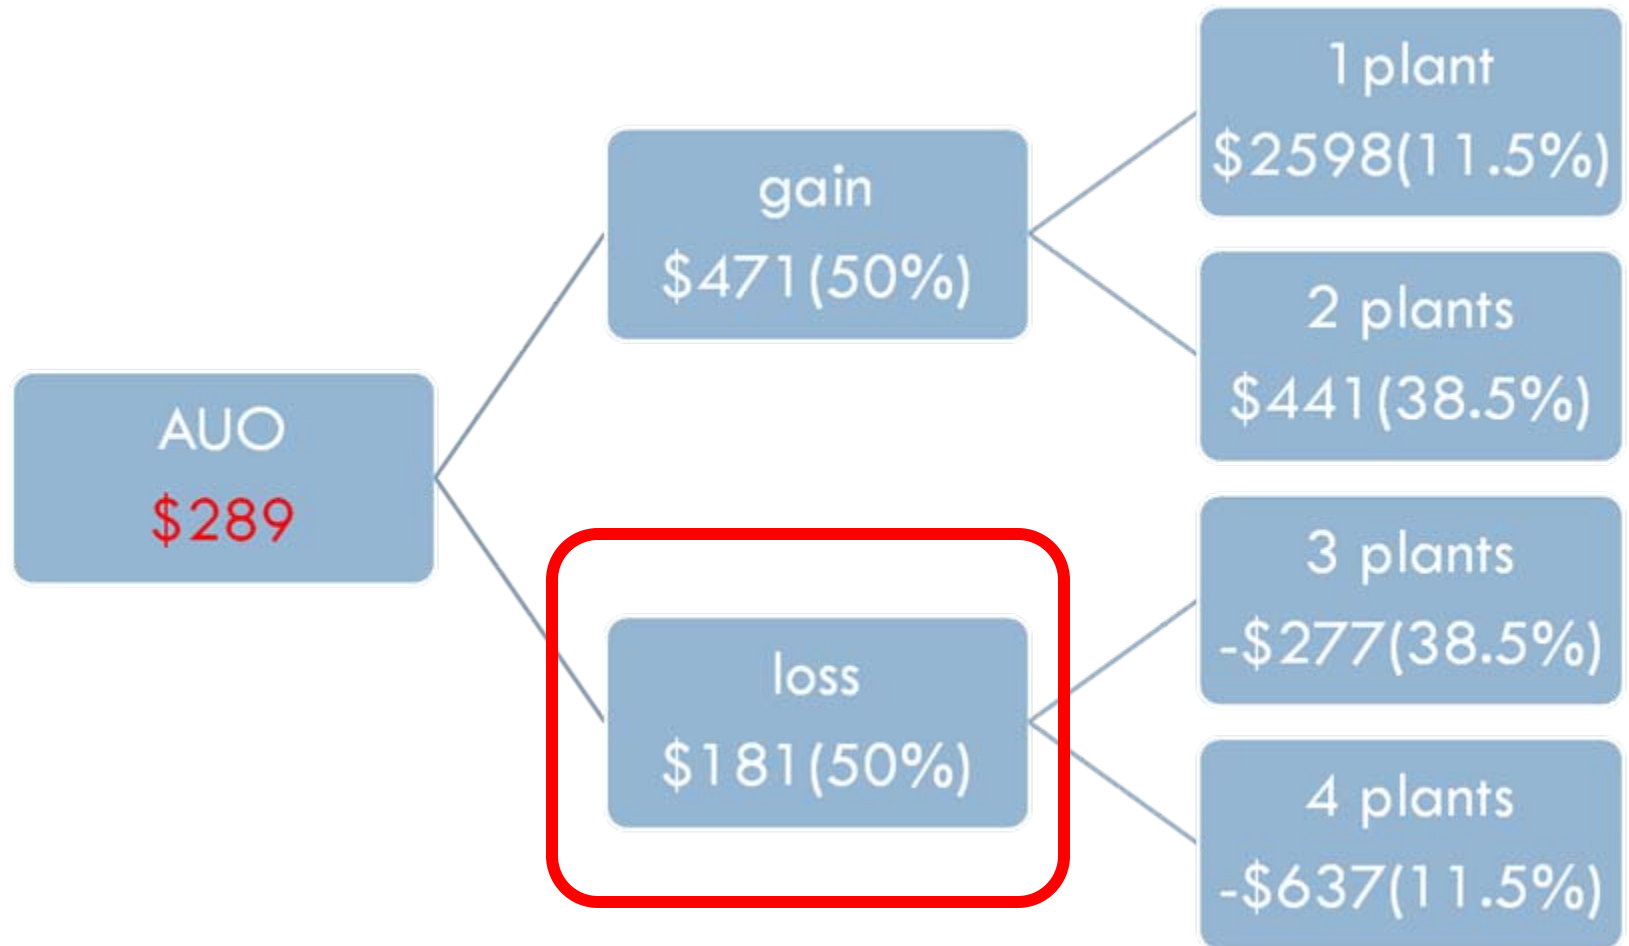 AUO
$289
gain
$471(50%)
loss
$181(50%)
1 plant
$2598(11.5%)
2 plants
$441(38.5%)
3 plants
-$277(38.5%)
4 plants
-$637(11.5%)